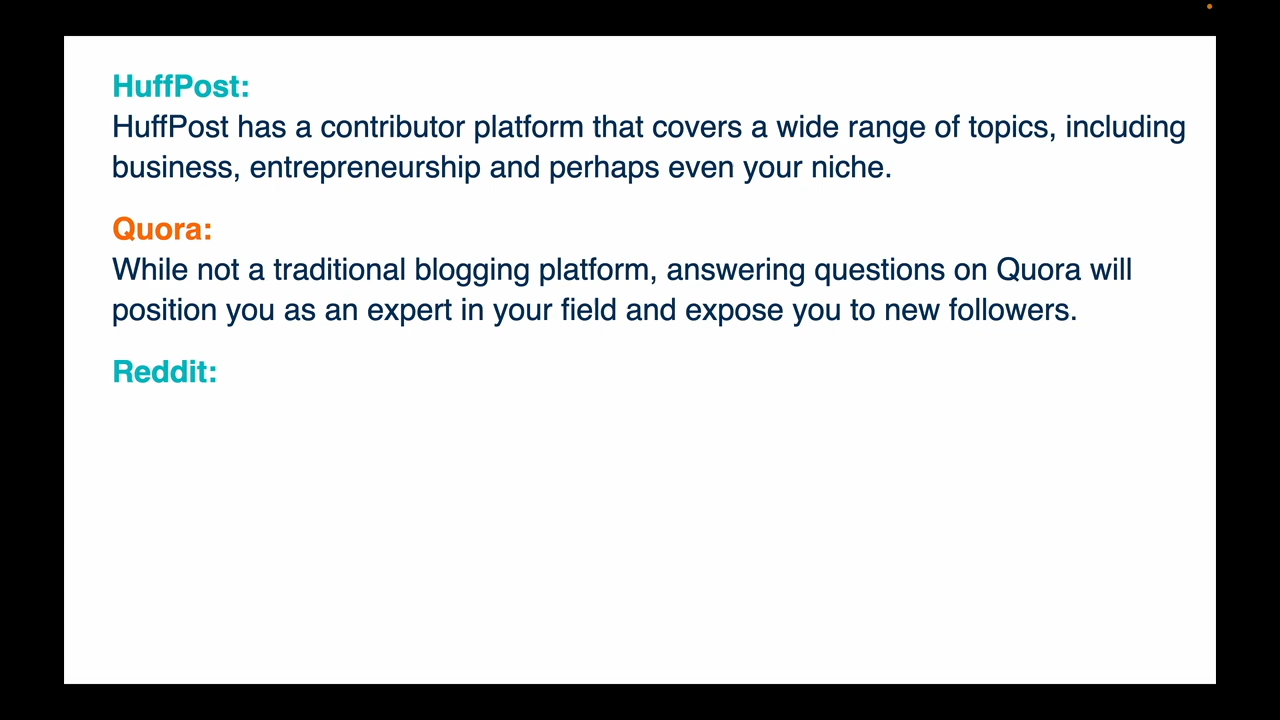 HuffPost:
HuffPost has a contributor platform that covers a wide range of topics, including
business, entrepreneurship and perhaps even your niche.
Quora:
While not a traditional blogging platform, answering questions on Quora will
position you as an expert in your field and expose you to new followers.
Reddit: